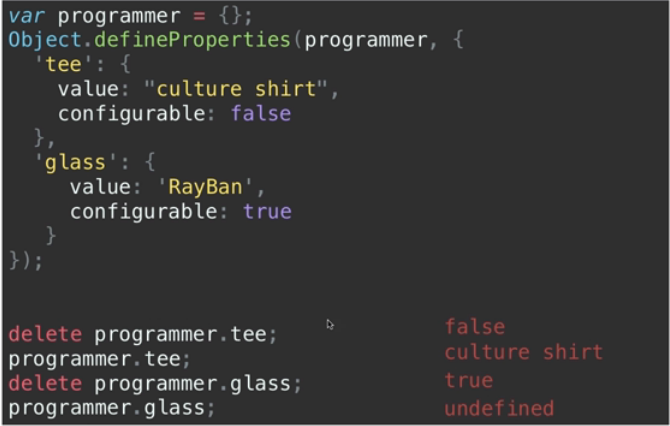 var programmer = {};
Object.defineProperties(programmer, {
  'tee': {
    value: "culture shirt",
    configurable: false
  },
  'glass': {
     value: 'RayBan',
     configurable: true
   }
});
delete programmer.tee; false
programmer.tee; culture shirt
delete programmer.glass; true
programmer.glass; undefined